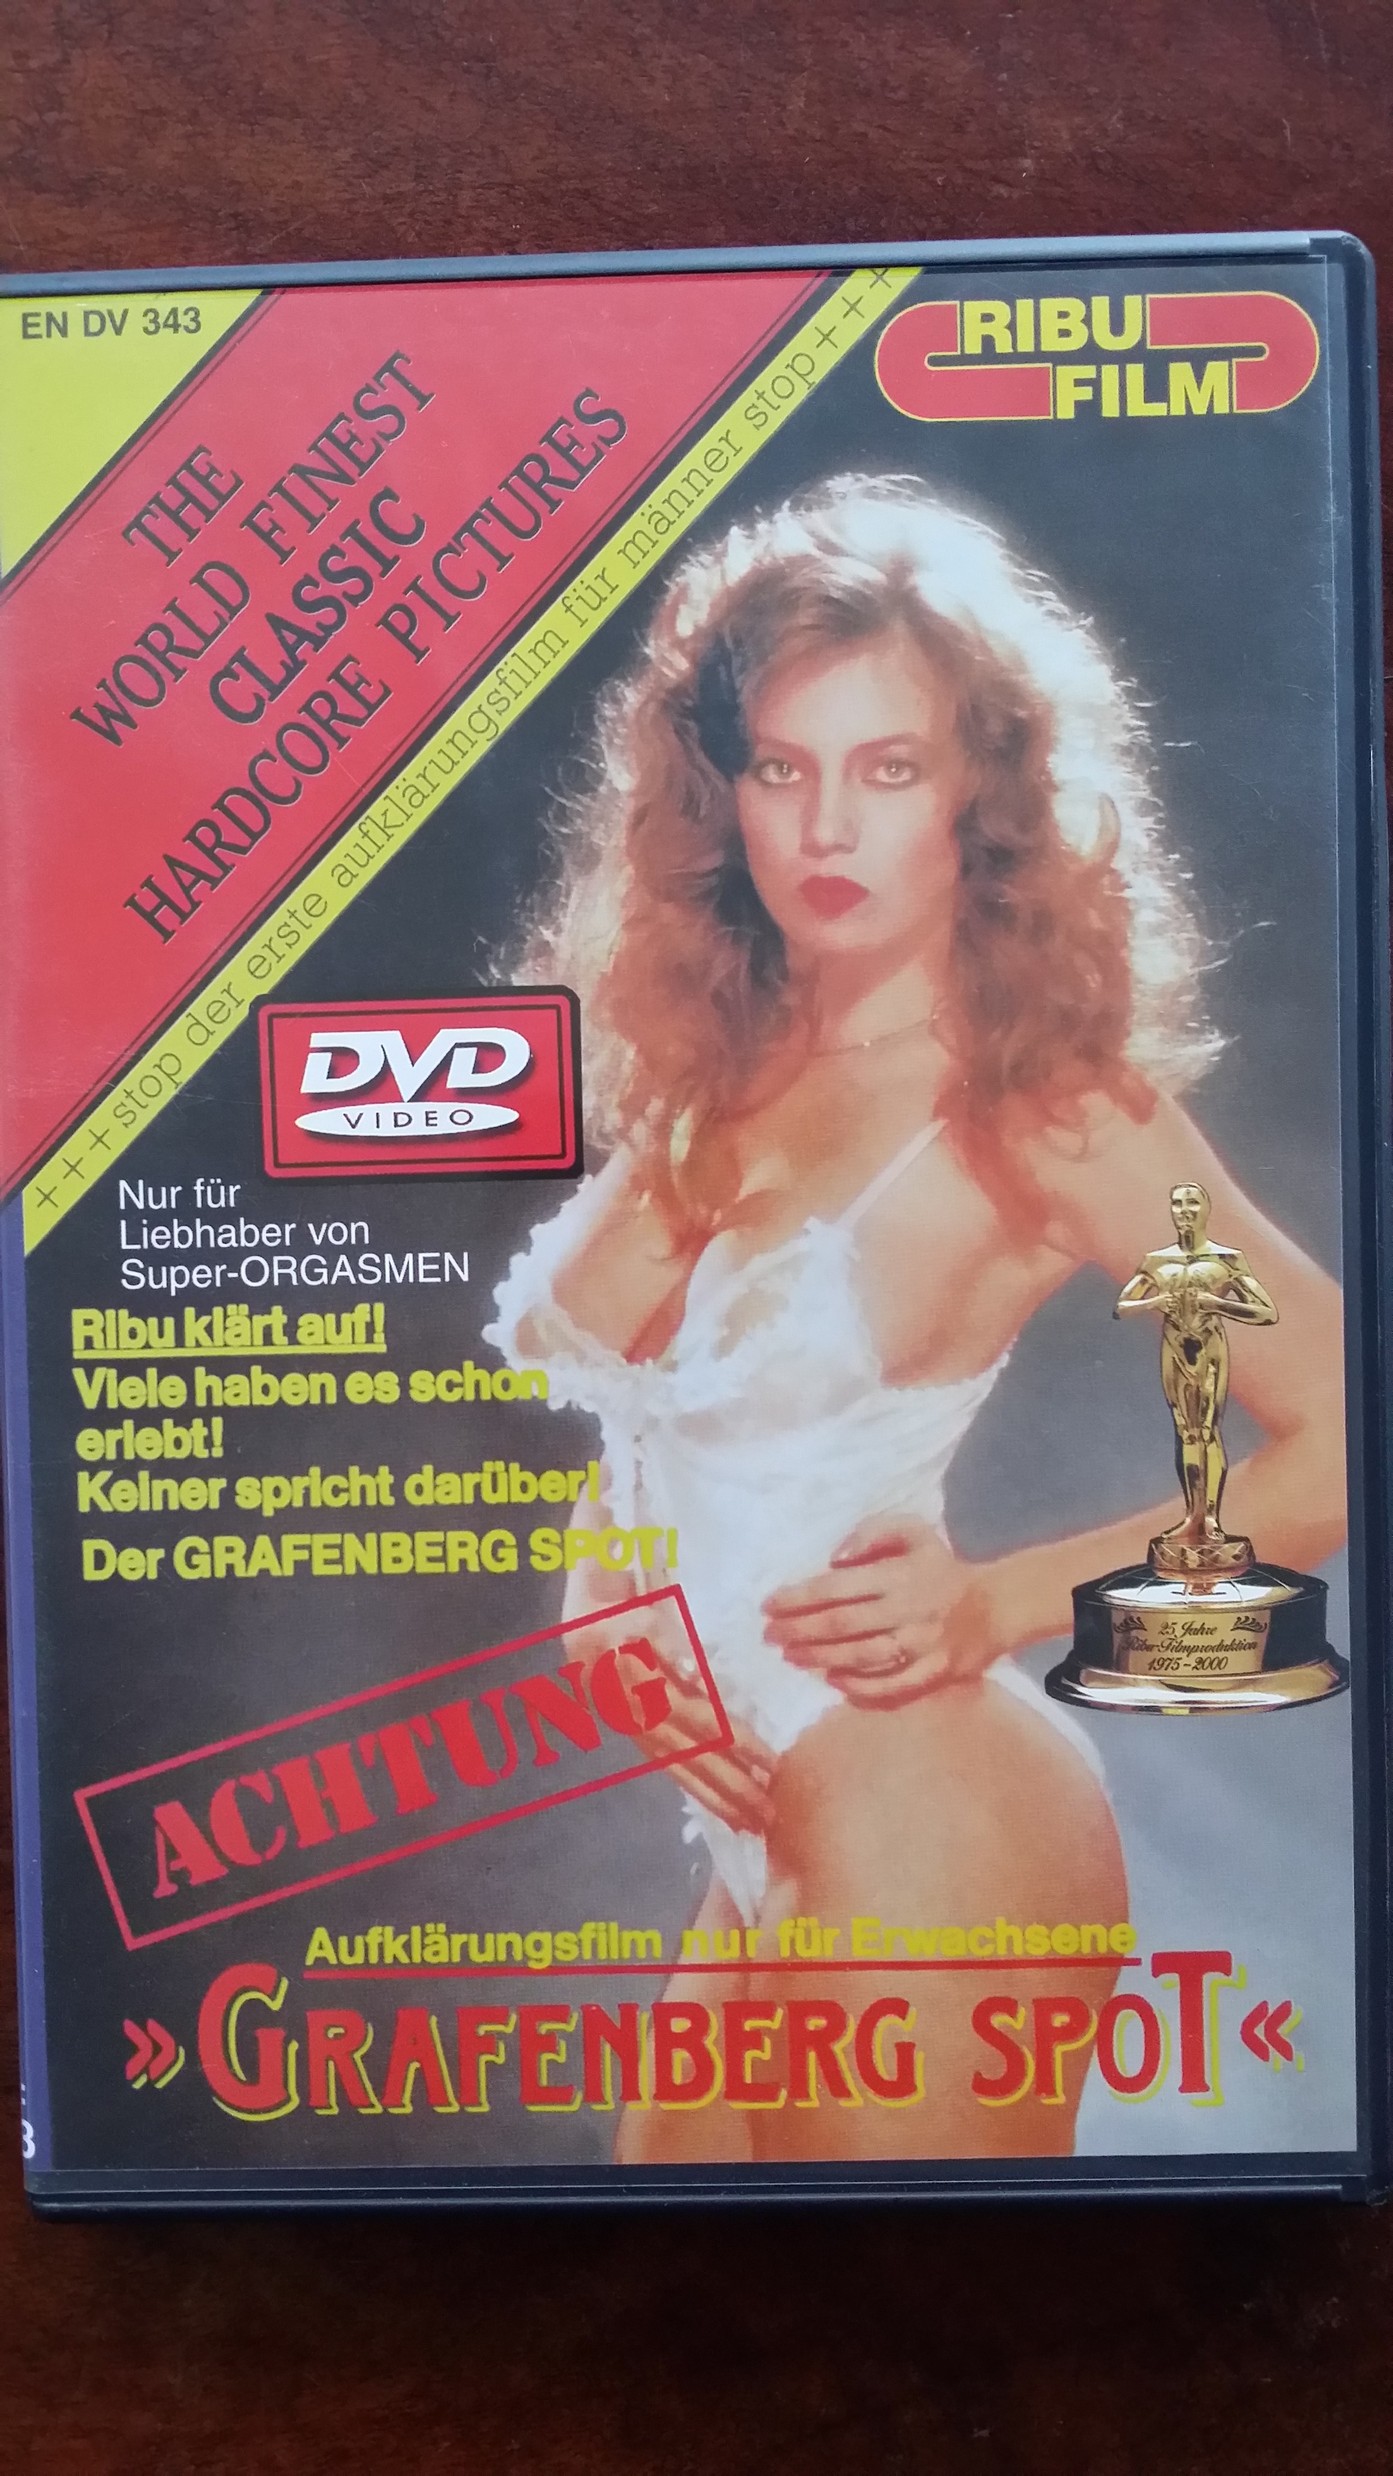 EN DV 343
THE
WORLD FINEST
CLASSIC
HARDCORE PICTURES
+++stop der erste aufklärungsfilm für männer stop+++
RIBU
FILM
DVD
VIDEO
Nur für
Liebhaber von
Super-ORGASMEN
Ribu klärt auf!
Viele haben es schon
erlebt!
Keiner spricht darüber!
Der GRAFENBERG SPOT!
25 Jahre
Ribu-Filmproduktion
1975-2000
ACHTUNG
Aufklärungsfilm nur für Erwachsene
»GRAFENBERG SPOT«